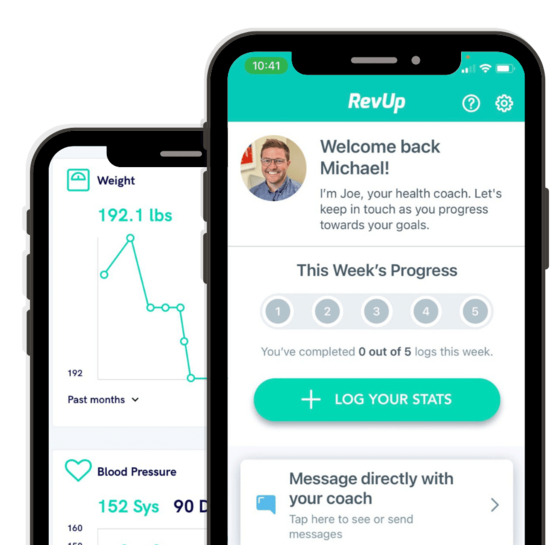 Weight
192.1 lbs
192
Past months
Blood Pressure
152 Sys 90 D
160
10:41
RevUp
Welcome back
Michael!
I'm Joe, your health coach. Let's
keep in touch as you progress
towards your goals.
This Week's Progress
1 2 3 4 5
You've completed 0 out of 5 logs this week.
+ LOG YOUR STATS
Message directly with
your coach
Tap here to see or send
messages